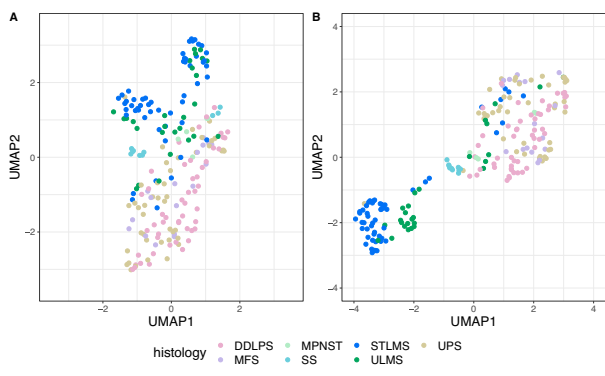 A
B
2
0
−2
UMAP2
−2
0
2
UMAP1
4
2
0
−2
−4
UMAP2
−4
−2
0
2
4
UMAP1
histology
DDLPS
MPNST
STLMS
UPS
MFS
SS
ULMS